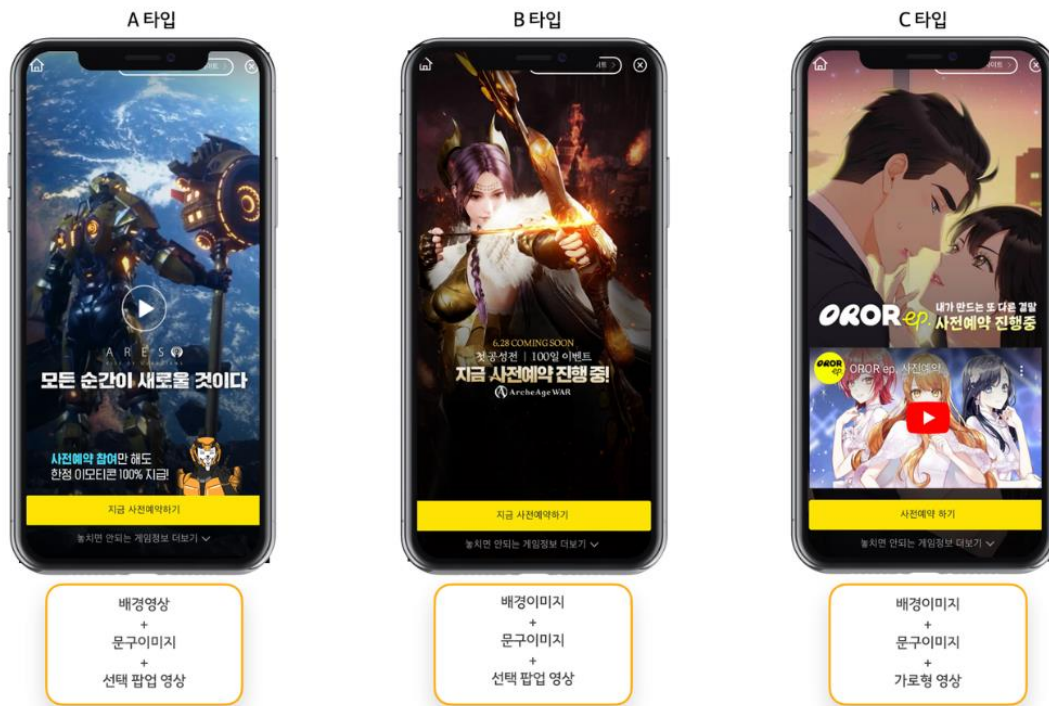 A 타입
B 타입
C 타입
이트 >
ARES
모든 순간이 새로울 것이다
사전예약 참여만 해도
한정 이모티콘 100% 지급!
지금 사전예약하기
놓치면 안되는 게임정보 더보기
배경영상
+
문구이미지
+
선택 팝업 영상
6.28 COMING SOON
첫 공성전 | 100일 이벤트
지금 사전예약 진행 중!
ArcheAge WAR
지금 사전예약하기
놓치면 안되는 게임정보 더보기
배경이미지
+
문구이미지
+
선택 팝업 영상
이트 >
OROR ep.
내가 만드는 또 다른 결말
사전예약 진행중
OROR ep.
OROR ep. 사전예약
사전예약 하기
놓치면 안되는 게임정보 더보기
배경이미지
+
문구이미지
+
가로형 영상